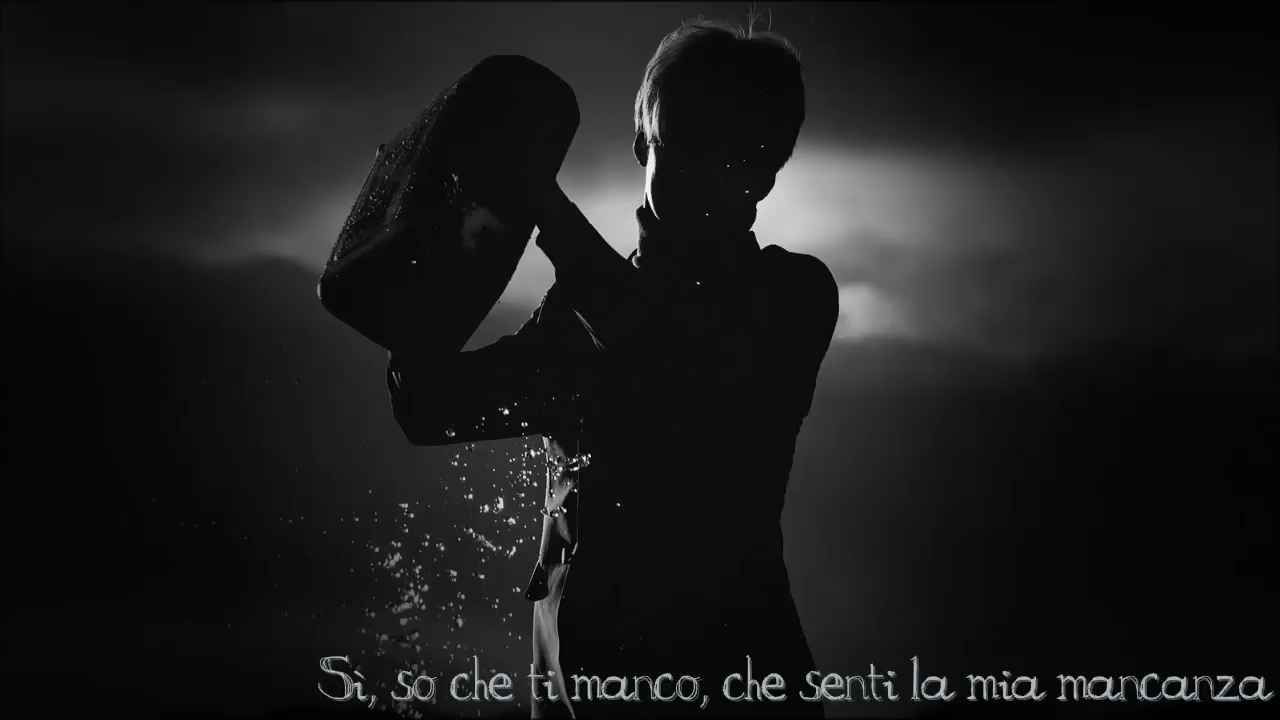 Sì, so che ti manco, che senti la mia mancanza